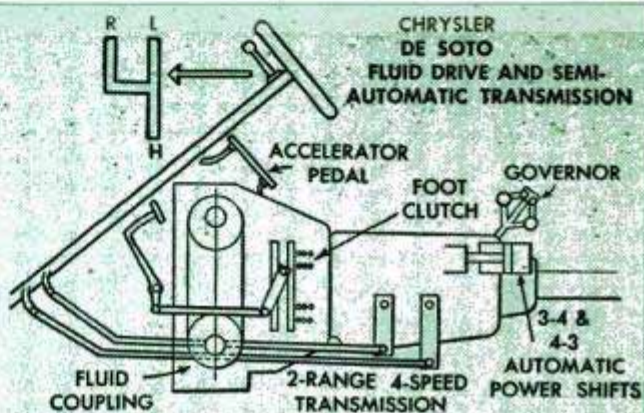 R L
H
CHRYSLER
DE SOTO
FLUID DRIVE AND SEMI-
AUTOMATIC TRANSMISSION
ACCELERATOR
PEDAL
FOOT
CLUTCH
GOVERNOR
3-4 &
4-3
AUTOMATIC
POWER SHIFTS
FLUID
COUPLING
2-RANGE 4-SPEED
TRANSMISSION